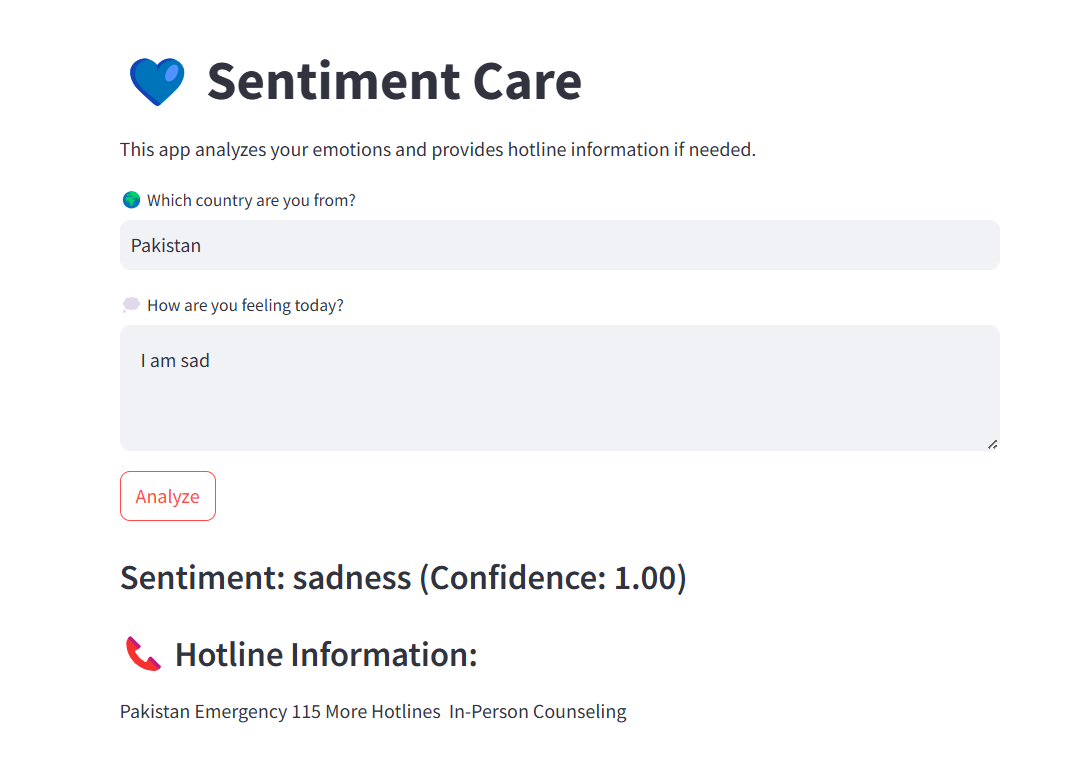 Sentiment Care
This app analyzes your emotions and provides hotline information if needed.
Which country are you from?
Pakistan
How are you feeling today?
I am sad
Analyze
Sentiment: sadness (Confidence: 1.00)
Hotline Information:
Pakistan Emergency 115 More Hotlines  In-Person Counseling